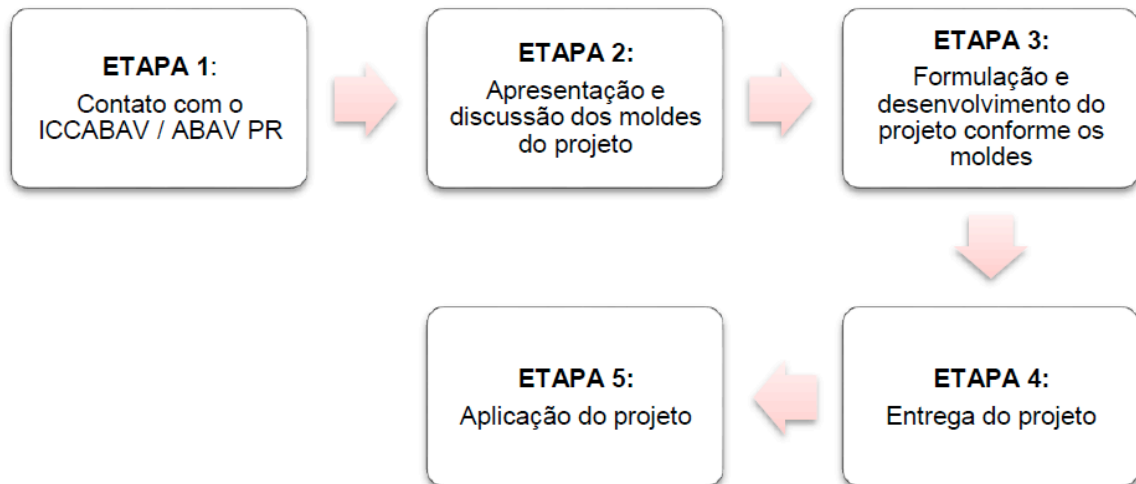 ETAPA 1:
Contato com o
ICCABAV / ABAV PR
ETAPA 2:
Apresentação e
discussão dos moldes
do projeto
ETAPA 3:
Formulação e
desenvolvimento do
projeto conforme os
moldes
ETAPA 4:
Entrega do projeto
ETAPA 5:
Aplicação do projeto